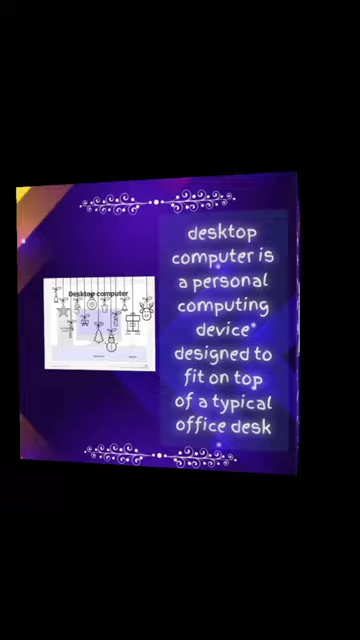 Desktop computer
desktop
computer is
a personal
computing
device
designed to
fit on top
of a typical
office desk